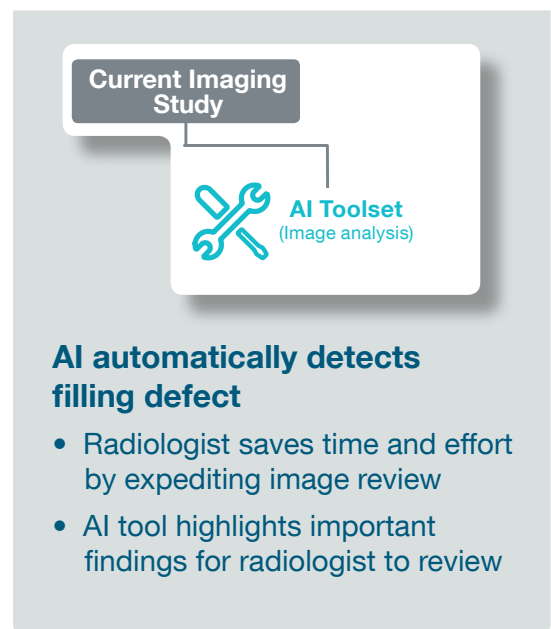 Current Imaging
Study
AI Toolset
(Image analysis)
AI automatically detects
filling defect
• Radiologist saves time and effort
by expediting image review
• AI tool highlights important
findings for radiologist to review